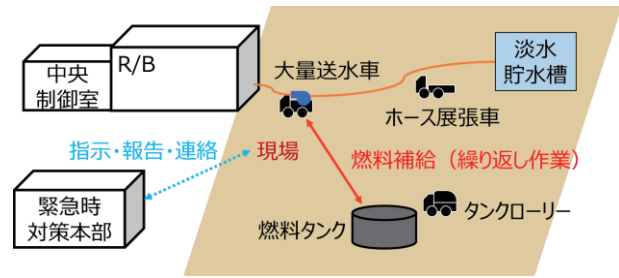 中央
制御室
R/B
大量送水車
淡水
貯水槽
ホース展張車
指示・報告・連絡
現場
燃料補給（繰り返し作業）
緊急時
対策本部
燃料タンク
タンクローリー